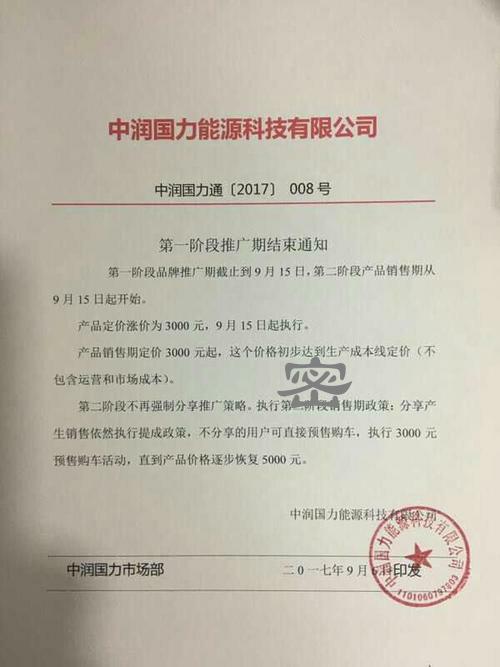 中润国力能源科技有限公司
中润国力通〔2017〕 008 号
第一阶段推广期结束通知
第一阶段品牌推广期截止到 9 月 15 日,第二阶段产品销售期从
9 月 15 日起开始。
产品定价涨价为 3000 元,9 月 15 日起执行。
产品销售期定价 3000 元起,这个价格初步达到生产成本线定价(不
包含运营和市场成本)。
密
第二阶段不再强制分享推广策略。执行第二阶段销售期政策:分享产
生销售依然执行提成政策,不分享的用户可直接预售购车,执行 3000 元
预售购车活动,直到产品价格逐步恢复 5000 元。
中润国力能源科技有限公司
中润国力市场部 二〇一七年 9 月 6 日印发
中润国力能源科技有限公司
1101060797803